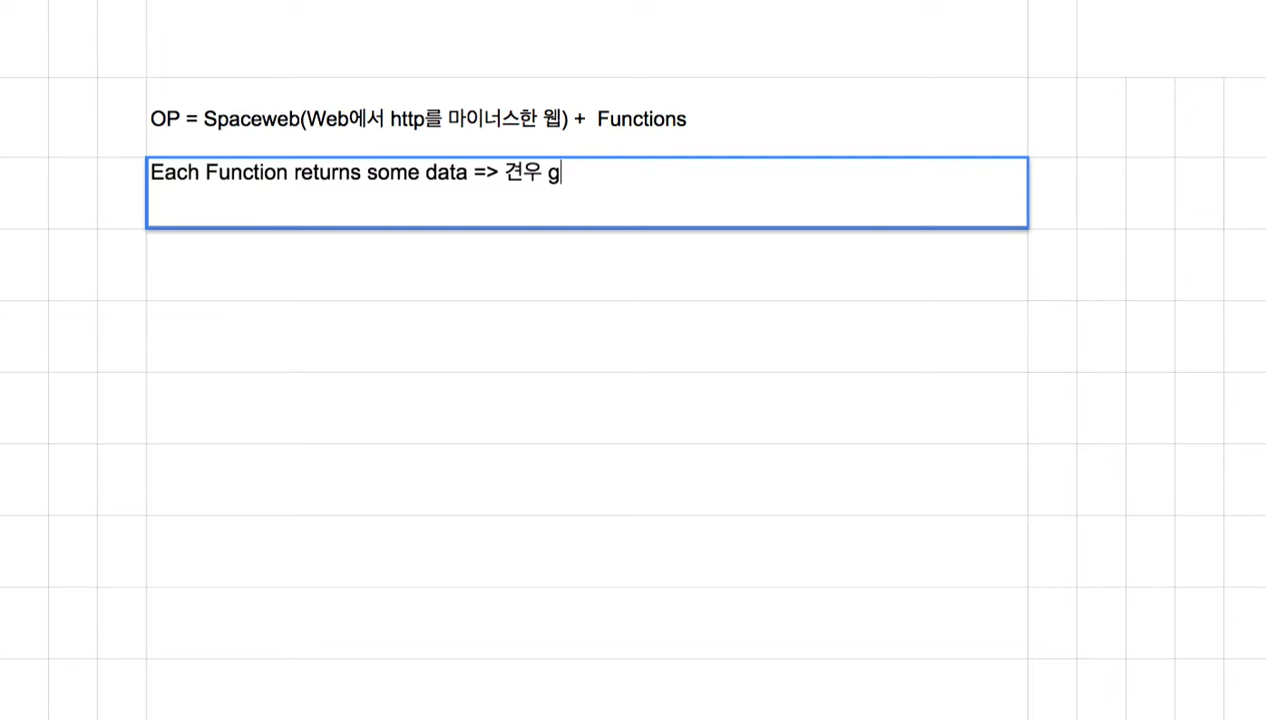 OP = Spaceweb(Web에서 http를 마이너스한 웹) +  Functions
Each Function returns some data => 견우 g